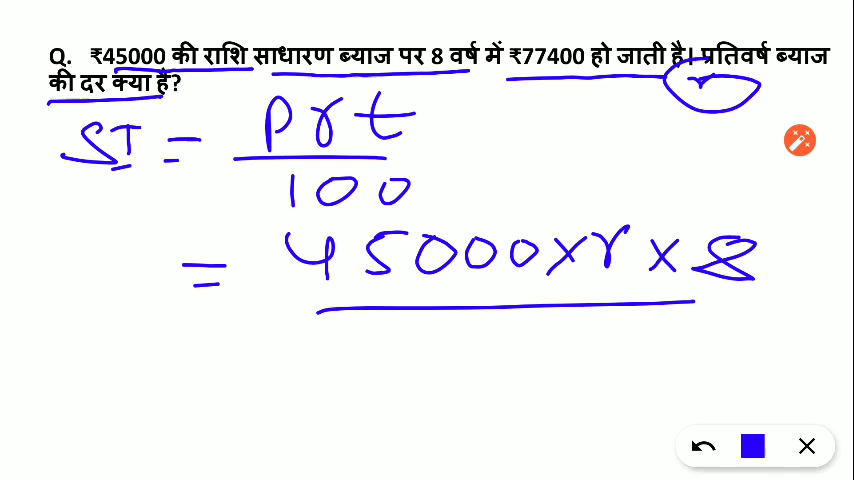 Q. ₹45000 की राशि साधारण ब्याज पर 8 वर्ष में ₹77400 हो जाती है। प्रतिवर्ष ब्याज
की दर क्या है?
r
SI = prt
100
= 45000×r×8